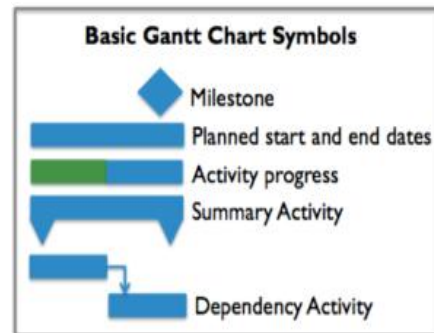 Basic Gantt Chart Symbols
Milestone
Planned start and end dates
Activity progress
Summary Activity
Dependency Activity